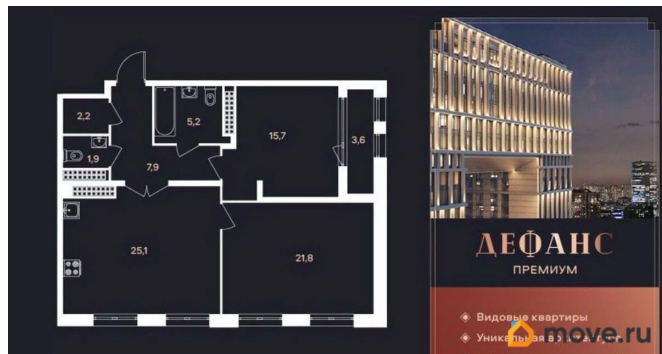 2,2
5,2
15,7
3,6
1,9
7,9
25,1
21,8
ДЕФАНС
ПРЕМИУМ
Видовые квартиры
move.ru